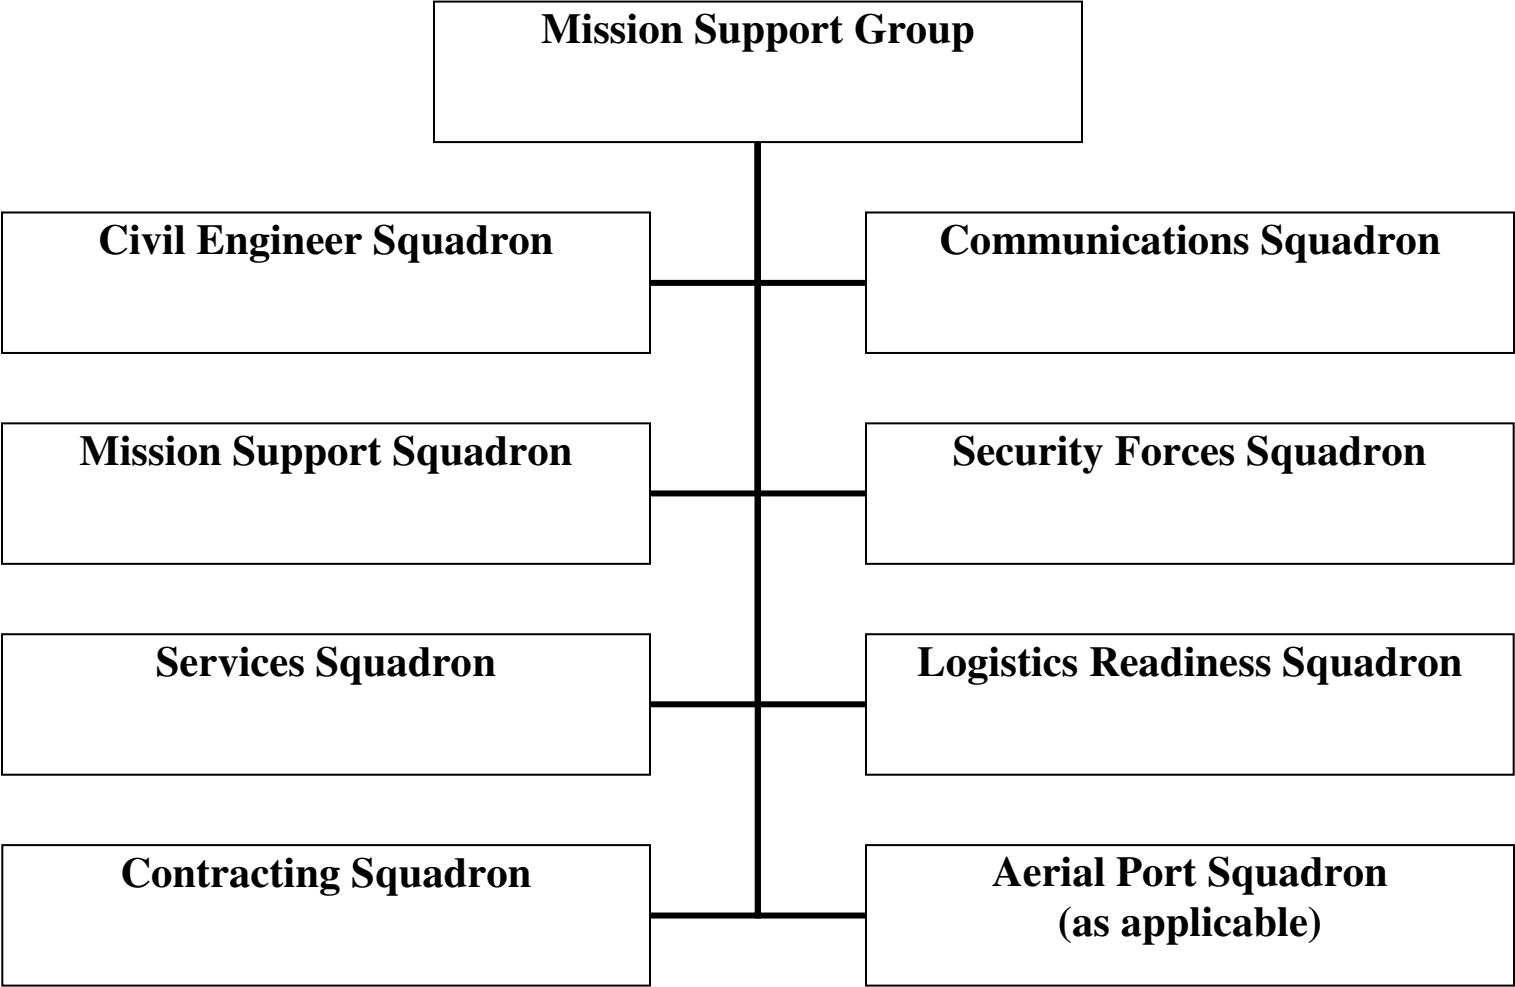 Mission Support Group
Civil Engineer Squadron
Communications Squadron
Mission Support Squadron
Security Forces Squadron
Services Squadron
Logistics Readiness Squadron
Contracting Squadron
Aerial Port Squadron
(as applicable)